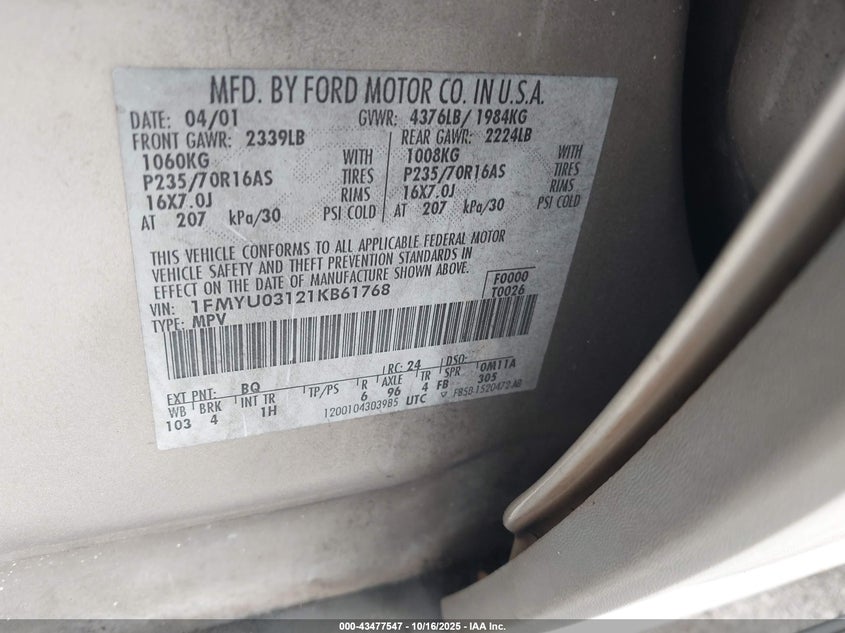 MFD. BY FORD MOTOR CO. IN U.S.A.
DATE: 04/01 GVWR: 4376LB/ 1984KG
FRONT GAWR: 2339LB REAR GAWR: 2224LB
1060KG WITH 1008KG WITH
P235/70R16AS TIRES P235/70R16AS TIRES
16X7.0J RIMS 16X7.0J RIMS
AT 207 kPa/30 PSI COLD AT 207 kPa/30 PSI COLD
THIS VEHICLE CONFORMS TO ALL APPLICABLE FEDERAL MOTOR
VEHICLE SAFETY AND THEFT PREVENTION STANDARDS IN
EFFECT ON THE DATE OF MANUFACTURE SHOWN ABOVE.
VIN: 1FMYU03121KB61768 F0000
TYPE: MPV T0026
EXT PNT: BQ RC: 24 DSO:
WB BRK INT TR TP/PS R AXLE TR SPR 0M11A
103 4 1H 6 96 4 FB 305
12001043039B5 UTC F85B-1520472-AB
000-43477547 - 10/16/2025 - IAA Inc.